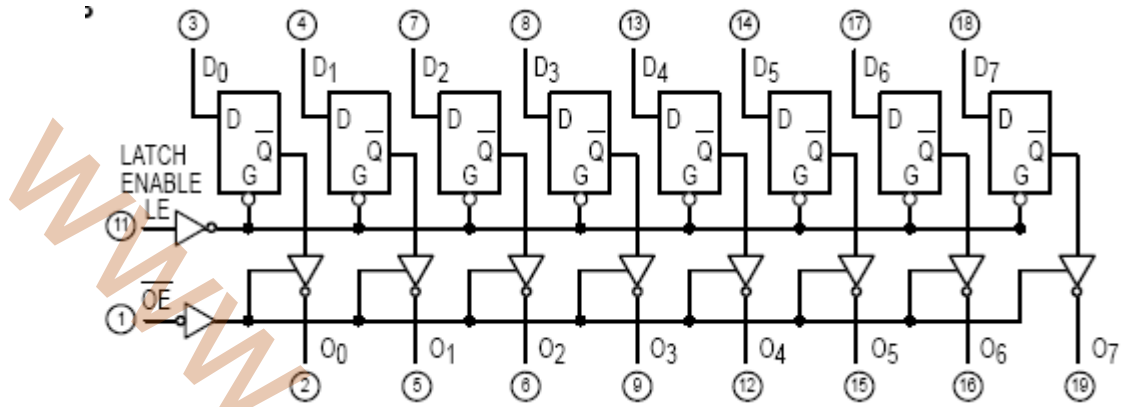 3 4 7 8 13 14 17 18
D0 D1 D2 D3 D4 D5 D6 D7
D D D D D D D D
Q Q Q Q Q Q Q Q
G G G G G G G G
LATCH
ENABLE
LE
11
OE
1
O0 O1 O2 O3 O4 O5 O6 O7
2 5 6 9 12 15 16 19
WWW